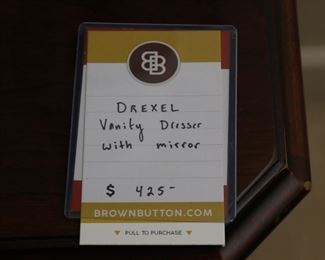 BB
DREXEL
Vanity Dresser
with mirror
$ 425-
BROWNBUTTON.COM
PULL TO PURCHASE